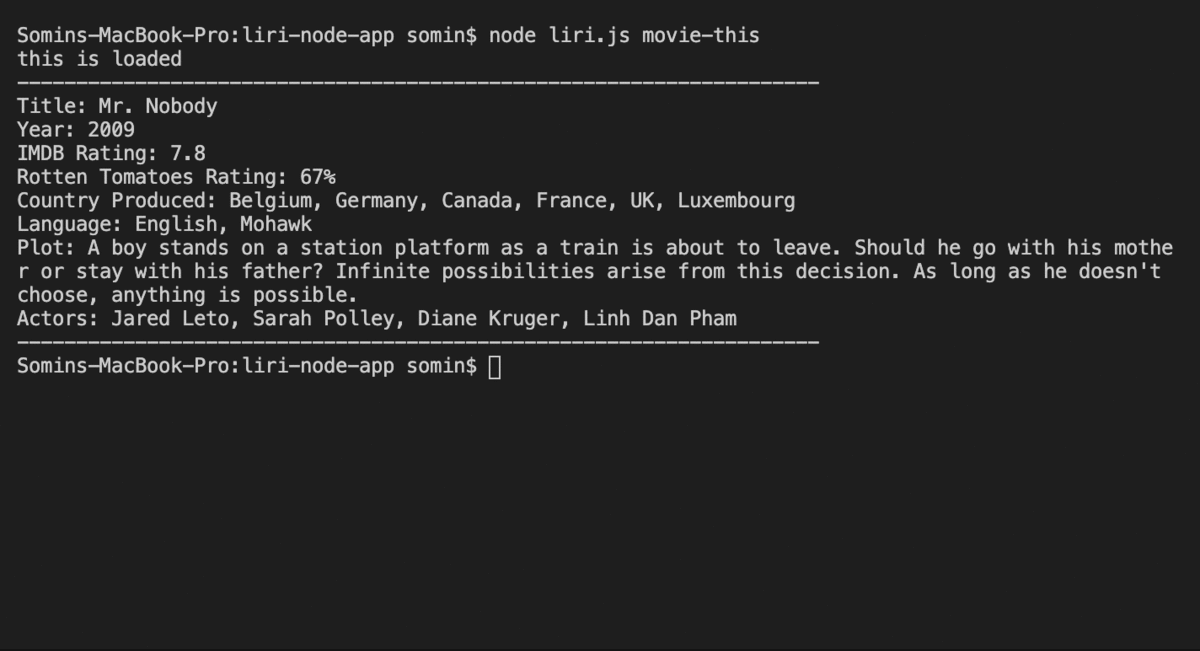 Somins-MacBook-Pro:liri-node-app somin$ node liri.js movie-this
this is loaded
--------------------------------------------------------------------
Title: Mr. Nobody
Year: 2009
IMDB Rating: 7.8
Rotten Tomatoes Rating: 67%
Country Produced: Belgium, Germany, Canada, France, UK, Luxembourg
Language: English, Mohawk
Plot: A boy stands on a station platform as a train is about to leave. Should he go with his mothe
r or stay with his father? Infinite possibilities arise from this decision. As long as he doesn't
choose, anything is possible.
Actors: Jared Leto, Sarah Polley, Diane Kruger, Linh Dan Pham
--------------------------------------------------------------------
Somins-MacBook-Pro:liri-node-app somin$